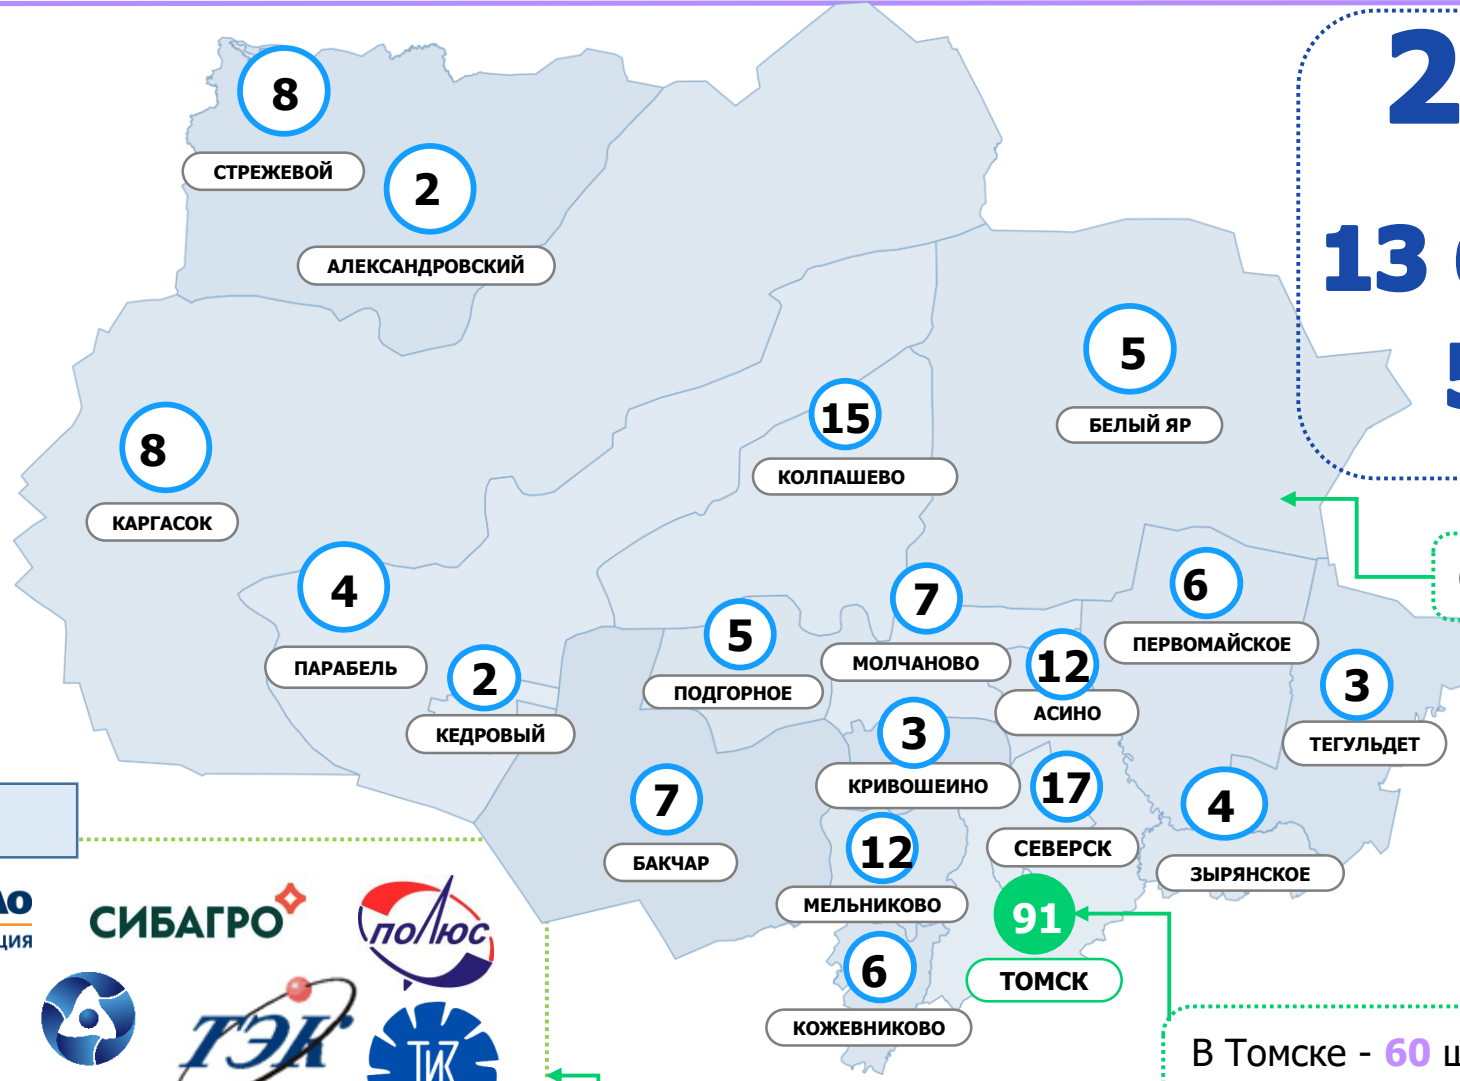 2
13
8
СТРЕЖЕВОЙ
2
АЛЕКСАНДРОВСКИЙ
5
БЕЛЫЙ ЯР
15
КОЛПАШЕВО
8
КАРГАСОК
4
ПАРАБЕЛЬ
2
КЕДРОВЫЙ
5
ПОДГОРНОЕ
7
МОЛЧАНОВО
12
АСИНО
6
ПЕРВОМАЙСКОЕ
3
ТЕГУЛЬДЕТ
3
КРИВОШЕИНО
17
СЕВЕРСК
4
ЗЫРЯНСКОЕ
7
БАКЧАР
12
МЕЛЬНИКОВО
91
ТОМСК
6
КОЖЕВНИКОВО
СИБАГРО
ПОЛЮС
ТЭК
ТИЗ
В Томске - 60